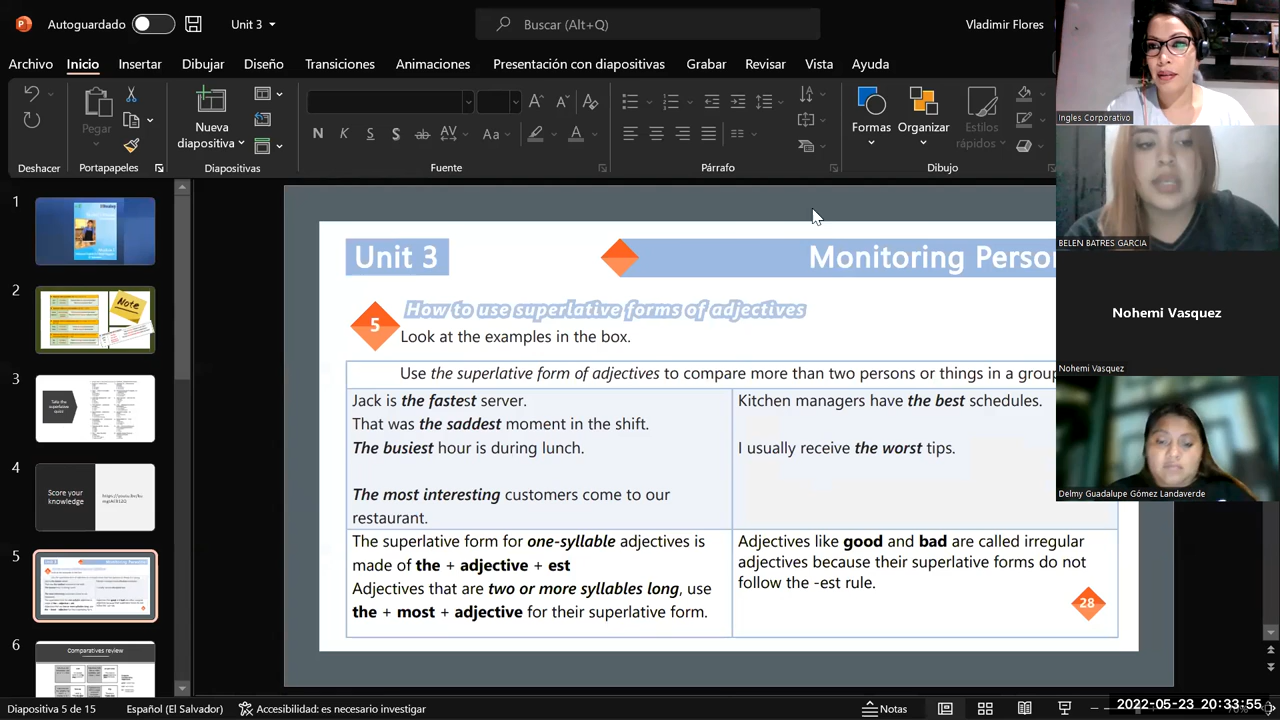 Autoguardado
Unit 3
Buscar (Alt+Q)
Vladimir Flores
Archivo
Inicio
Insertar
Dibujar
Diseño
Transiciones
Animaciones
Presentación con diapositivas
Grabar
Revisar
Vista
Ayuda
Pegar
Nueva
diapositiva
N
K
S
S
ab
AV
Aa
A
Formas
Organizar
Estilos
rápidos
Deshacer
Portapapeles
Diapositivas
Fuente
Párrafo
Dibujo
Ingles Corporativo
BELEN BATRES GARCIA
Nohemi Vasquez
Nohemi Vasquez
Delmy Guadalupe Gómez Landaverde
1
2
Note
3
Take the
superlative
quiz!
4
Score your
knowledge
5
6
Comparatives review
Unit 3
Monitoring Perso
5
How to use superlative forms of adjectives
Look at the examples in the box.
Use the superlative form of adjectives to compare more than two persons or things in a group
Jack is the fastest server.
That was the saddest moment in the shift.
The busiest hour is during lunch.
The most interesting customers come to our
restaurant.
Kitchen managers have the best schedules.
I usually receive the worst tips.
The superlative form for one-syllable adjectives is
made of the + adjective + est
Adjectives that are two or more syllables long, use
the + most + adjective for their superlative form.
Adjectives like good and bad are called irregular
adjectives because their superlative forms do not
follow the -est rule.
28
Diapositiva 5 de 15
Español (El Salvador)
Accesibilidad: es necesario investigar
Notas
2022-05-23 20:33:55